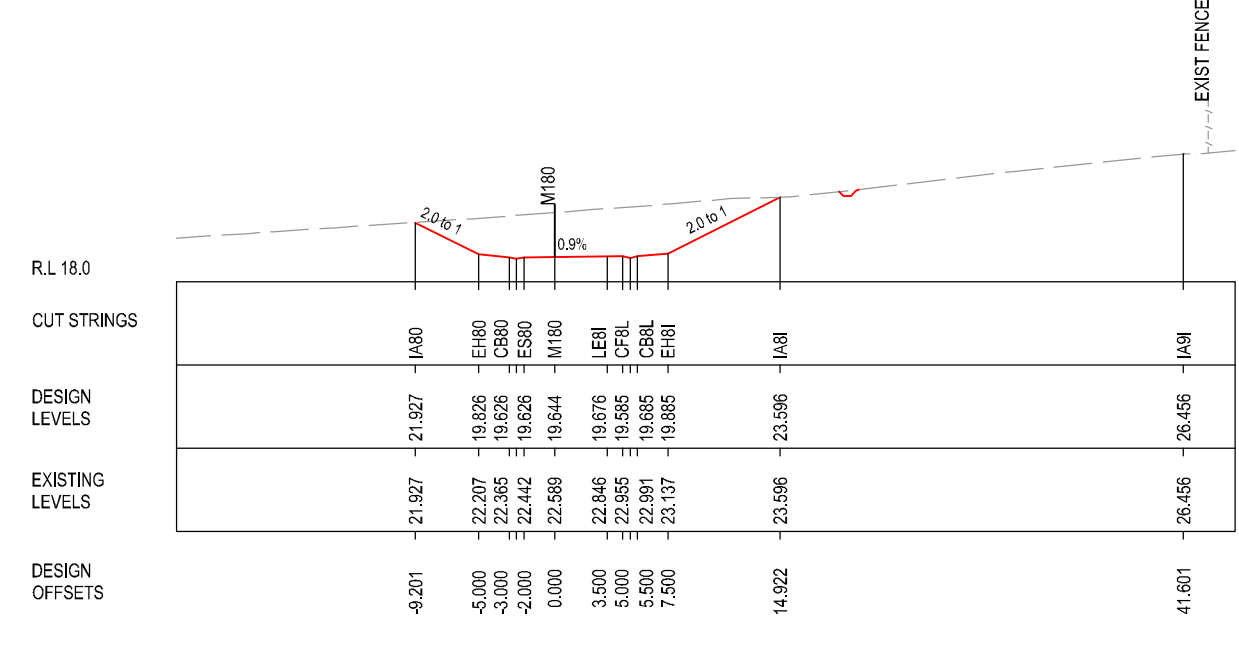 EXIST FENCE
M180
2.0 to 1
0.9%
2.0 to 1
R.L 18.0
CUT STRINGS
IA80
EH80
CB80
ES80
M180
LE8I
CF8L
CB8L
EH8I
IA8I
IA9I
DESIGN
LEVELS
21.927
19.826
19.626
19.626
19.644
19.676
19.585
19.685
19.885
23.596
26.456
EXISTING
LEVELS
21.927
22.207
22.365
22.442
22.589
22.846
22.955
22.991
23.137
23.596
26.456
DESIGN
OFFSETS
-9.201
-5.000
-3.000
-2.000
0.000
3.500
5.000
5.500
7.500
14.922
41.601